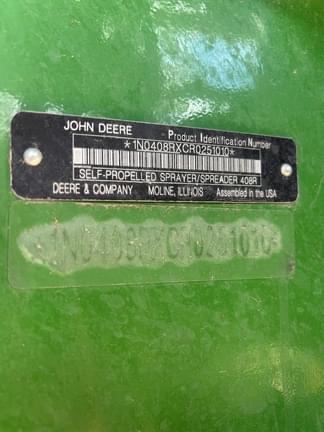 JOHN DEERE
Product Identification Number
*1N0408RXCR0251010*
SELF-PROPELLED SPRAYER/SPREADER 408R
DEERE & COMPANY MOLINE, ILLINOIS Assembled in the USA